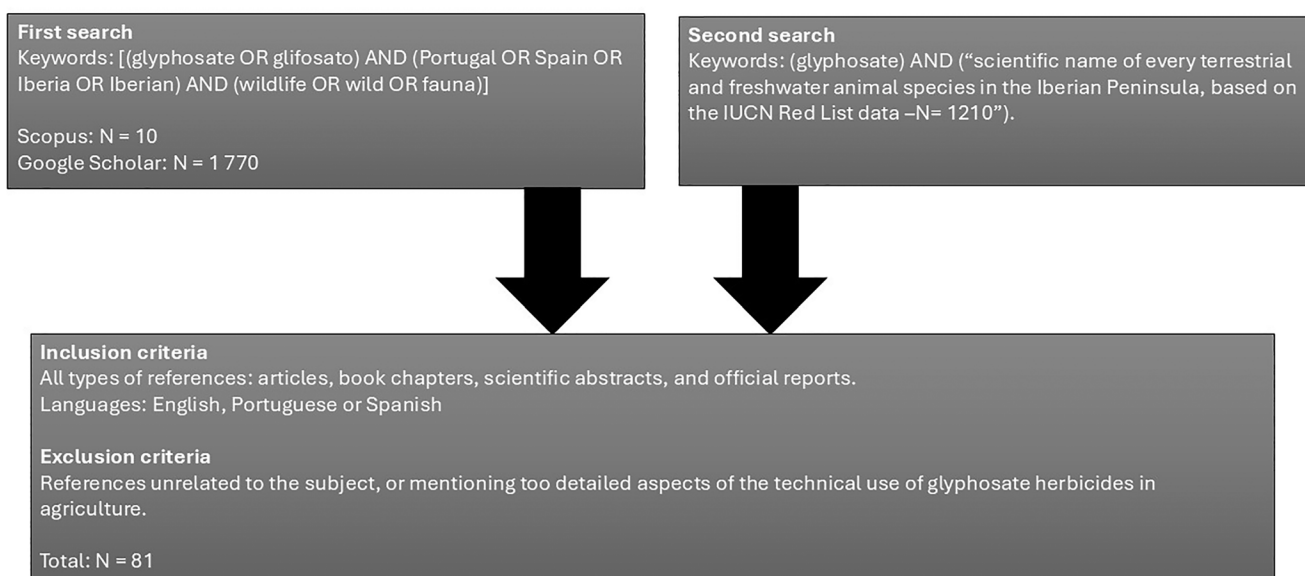 First search
Keywords: [(glyphosate OR glifosato) AND (Portugal OR Spain OR
Iberia OR Iberian) AND (wildlife OR wild OR fauna)]
Scopus: N = 10
Google Scholar: N = 1 770
Second search
Keywords: (glyphosate) AND (“scientific name of every terrestrial
and freshwater animal species in the Iberian Peninsula, based on
the IUCN Red List data –N= 1210”).
Inclusion criteria
All types of references: articles, book chapters, scientific abstracts, and official reports.
Languages: English, Portuguese or Spanish
Exclusion criteria
References unrelated to the subject, or mentioning too detailed aspects of the technical use of glyphosate herbicides in
agriculture.
Total: N = 81